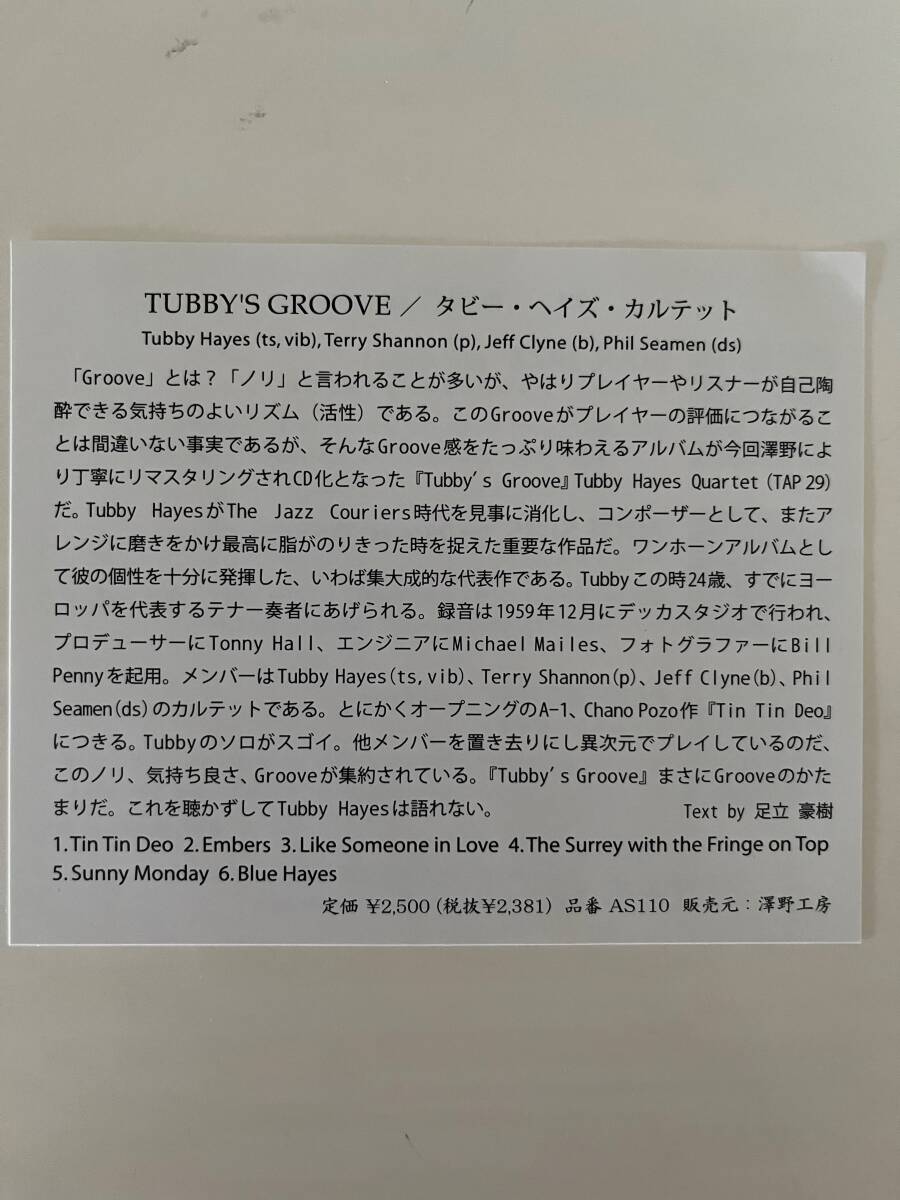 TUBBY'S GROOVE ／ タビー・ヘイズ・カルテット
Tubby Hayes (ts, vib), Terry Shannon (p), Jeff Clyne (b), Phil Seamen (ds)
「Groove」とは？「ノリ」と言われることが多いが、やはりプレイヤーやリスナーが自己陶
酔できる気持ちのよいリズム（活性）である。このGrooveがプレイヤーの評価につながるこ
とは間違いない事実であるが、そんなGroove感をたっぷり味わえるアルバムが今回澤野によ
り丁寧にリマスタリングされCD化となった『Tubby's Groove』Tubby Hayes Quartet（TAP 29）
だ。Tubby HayesがThe Jazz Couriers時代を見事に消化し、コンポーザーとして、またア
レンジに磨きをかけ最高に脂がのりきった時を捉えた重要な作品だ。ワンホーンアルバムとし
て彼の個性を十分に発揮した、いわば集大成的な代表作である。Tubbyこの時24歳、すでにヨー
ロッパを代表するテナー奏者にあげられる。録音は1959年12月にデッカスタジオで行われ、
プロデューサーにTonny Hall、エンジニアにMichael Mailes、フォトグラファーにBill
Pennyを起用。メンバーはTubby Hayes(ts,vib)、Terry Shannon(p)、Jeff Clyne(b)、Phil
Seamen(ds)のカルテットである。とにかくオープニングのA-1、Chano Pozo作『Tin Tin Deo』
につきる。Tubbyのソロがスゴイ。他メンバーを置き去りにし異次元でプレイしているのだ、
このノリ、気持ち良さ、Grooveが集約されている。『Tubby's Groove』まさにGrooveのかた
まりだ。これを聴かずしてTubby Hayesは語れない。 Text by 足立 豪樹
1.Tin Tin Deo 2.Embers 3.Like Someone in Love 4.The Surrey with the Fringe on Top
5.Sunny Monday 6.Blue Hayes
定価 ¥2,500 (税抜¥2,381) 品番 AS110 販売元：澤野工房